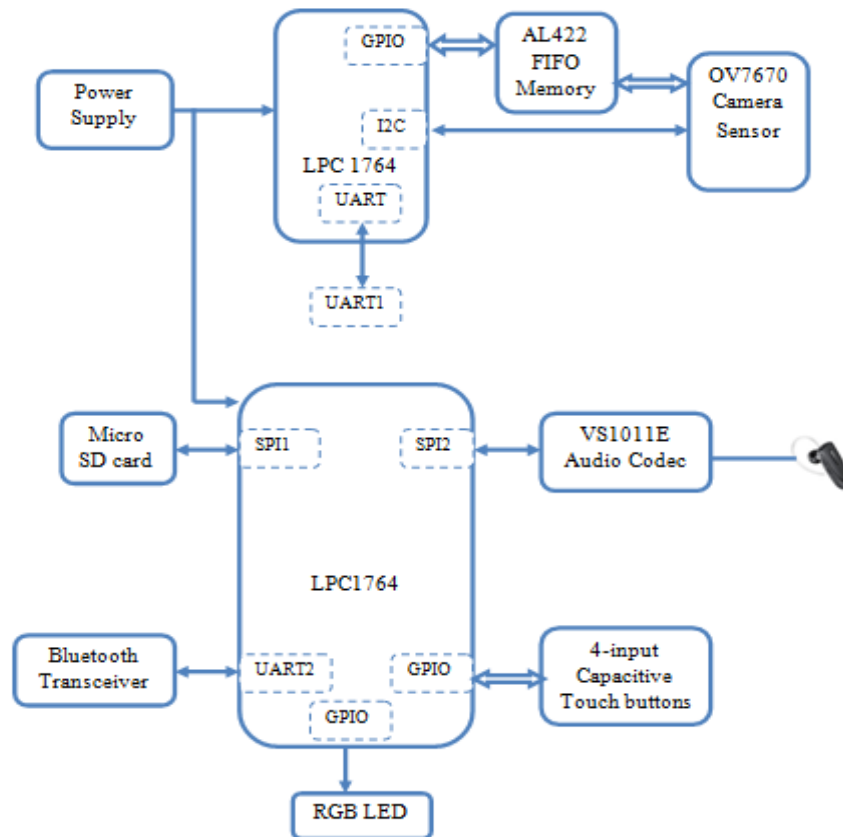 GPIO
AL422
FIFO
Memory
OV7670
Camera
Sensor
Power
Supply
I2C
LPC 1764
UART
UART1
Micro
SD card
SPI1
SPI2
VS1011E
Audio Codec
LPC1764
Bluetooth
Transceiver
UART2
GPIO
4-input
Capacitive
Touch buttons
GPIO
RGB LED